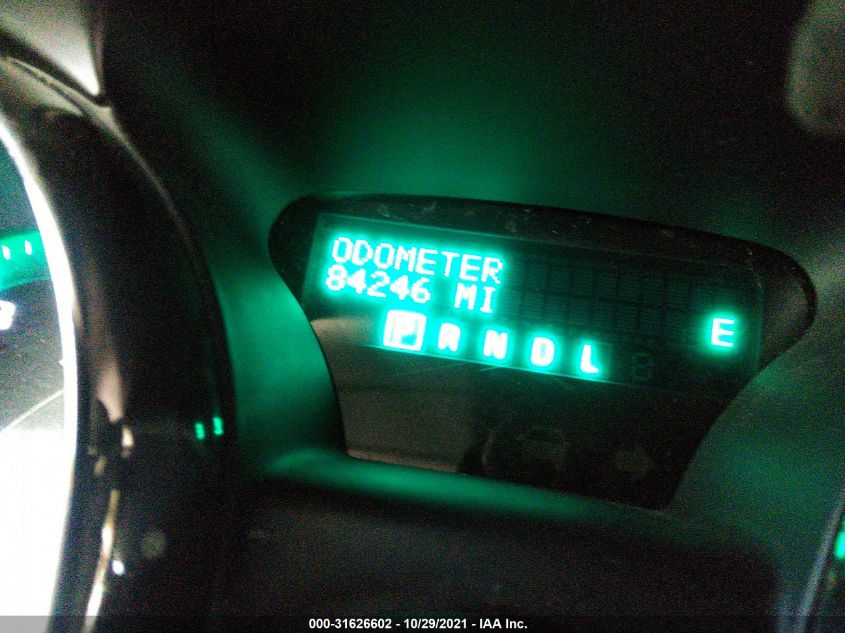 ODOMETER
84246 MI
P R N D L
E
000-31626602 - 10/29/2021 - IAA Inc.